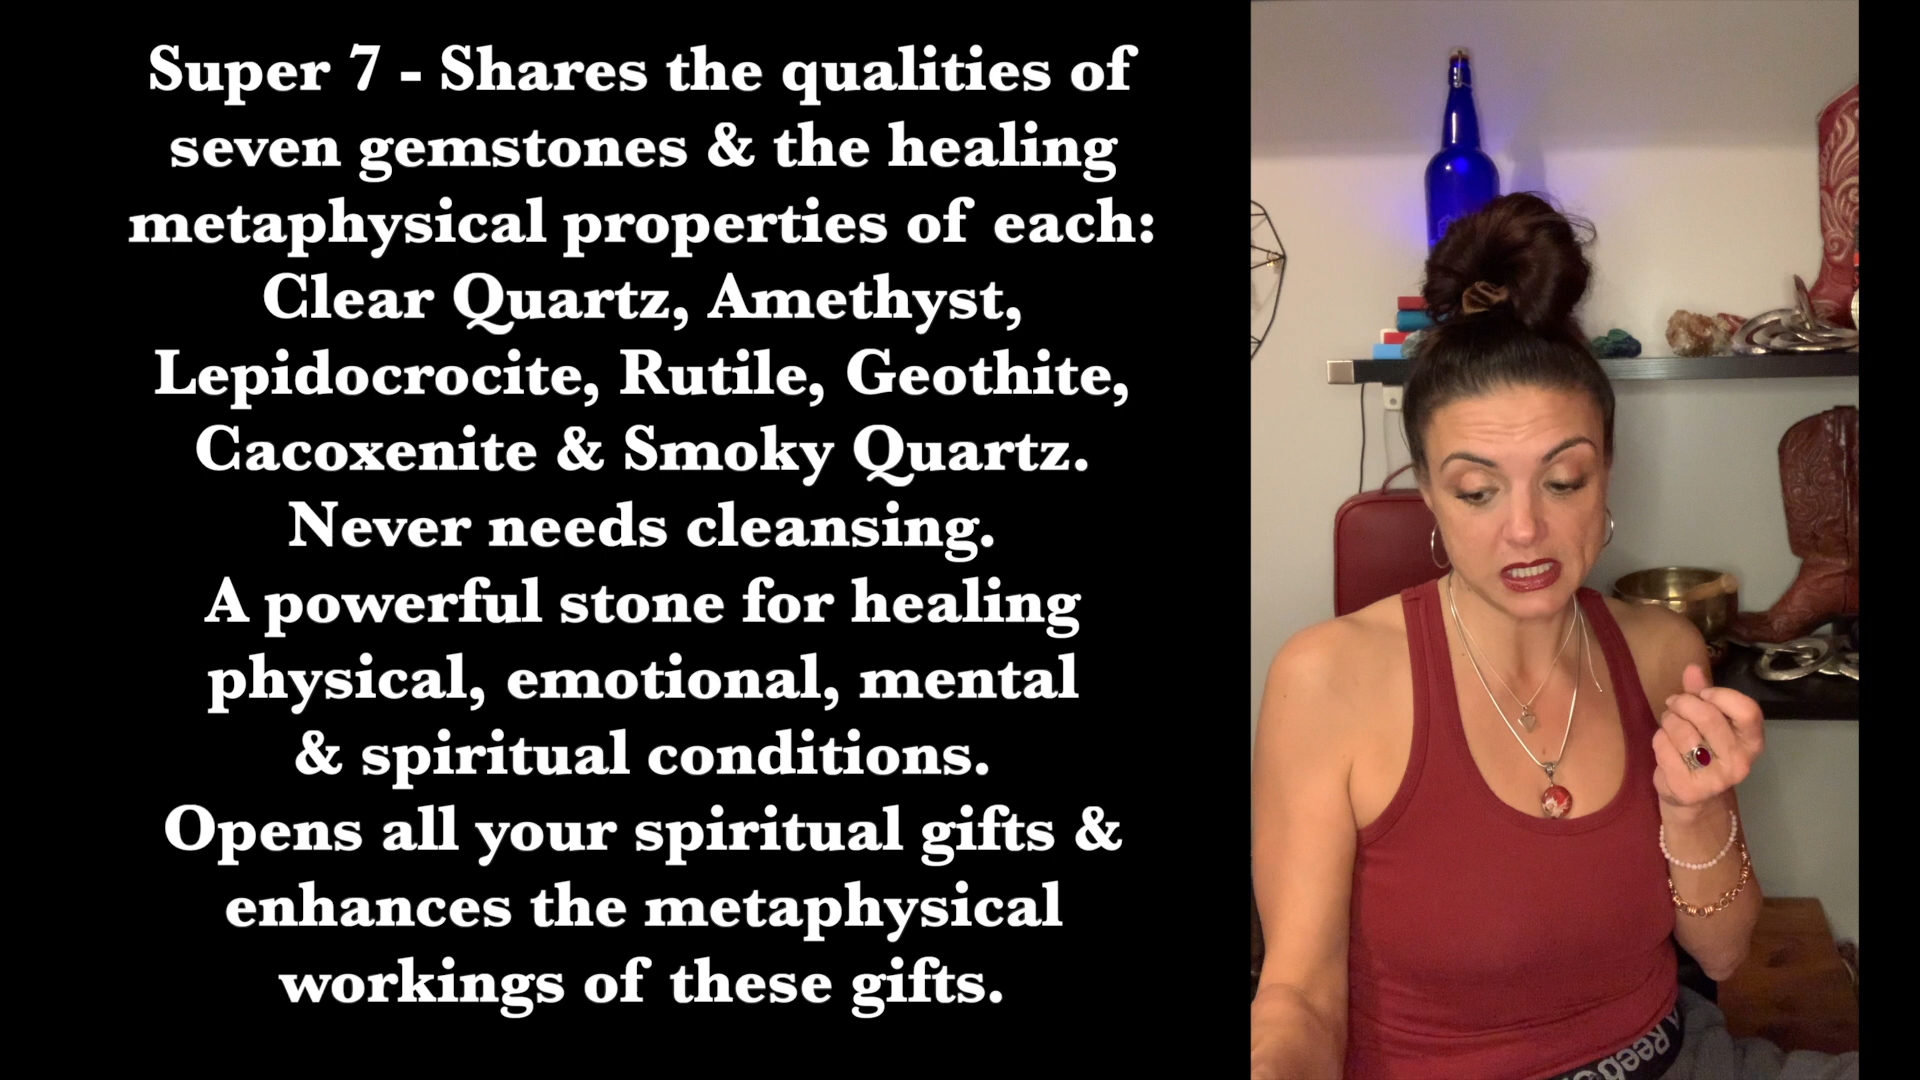 Super 7 - Shares the qualities of
seven gemstones & the healing
metaphysical properties of each:
Clear Quartz, Amethyst,
Lepidocrocite, Rutile, Geothite,
Cacoxenite & Smoky Quartz.
Never needs cleansing.
A powerful stone for healing
physical, emotional, mental
& spiritual conditions.
Opens all your spiritual gifts &
enhances the metaphysical
workings of these gifts.
Reebok